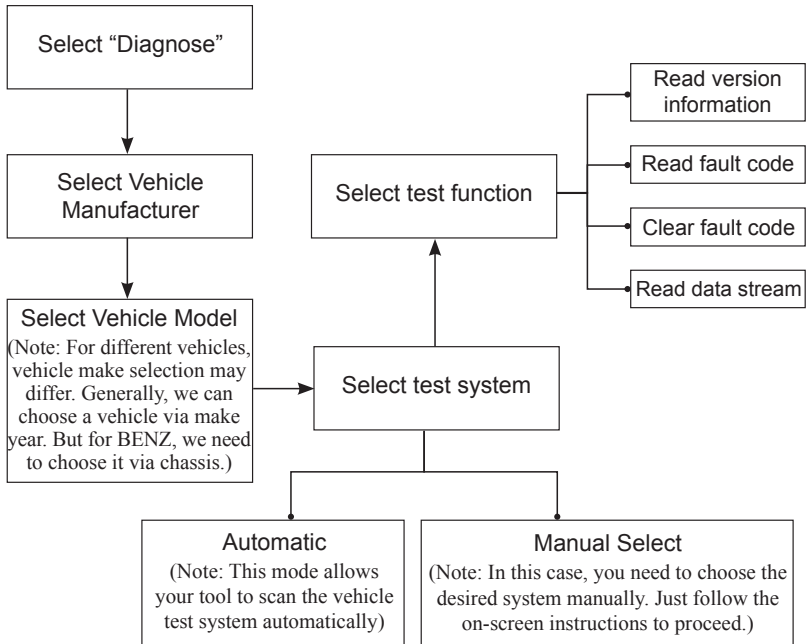 Select “Diagnose”
Select Vehicle
Manufacturer
Select Vehicle Model
(Note: For different vehicles,
vehicle make selection may
differ. Generally, we can
choose a vehicle via make
year. But for BENZ, we need
to choose it via chassis.)
Select test system
Automatic
(Note: This mode allows
your tool to scan the vehicle
test system automatically)
Manual Select
(Note: In this case, you need to choose the
desired system manually. Just follow the
on-screen instructions to proceed.)
Select test function
Read version
information
Read fault code
Clear fault code
Read data stream